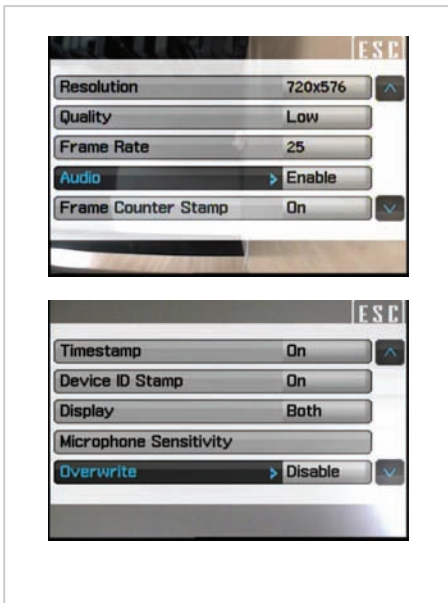 ESC
Resolution 720x576
Quality Low
Frame Rate 25
Audio > Enable
Frame Counter Stamp On
ESC
Timestamp On
Device ID Stamp On
Display Both
Microphone Sensitivity
Overwrite > Disable